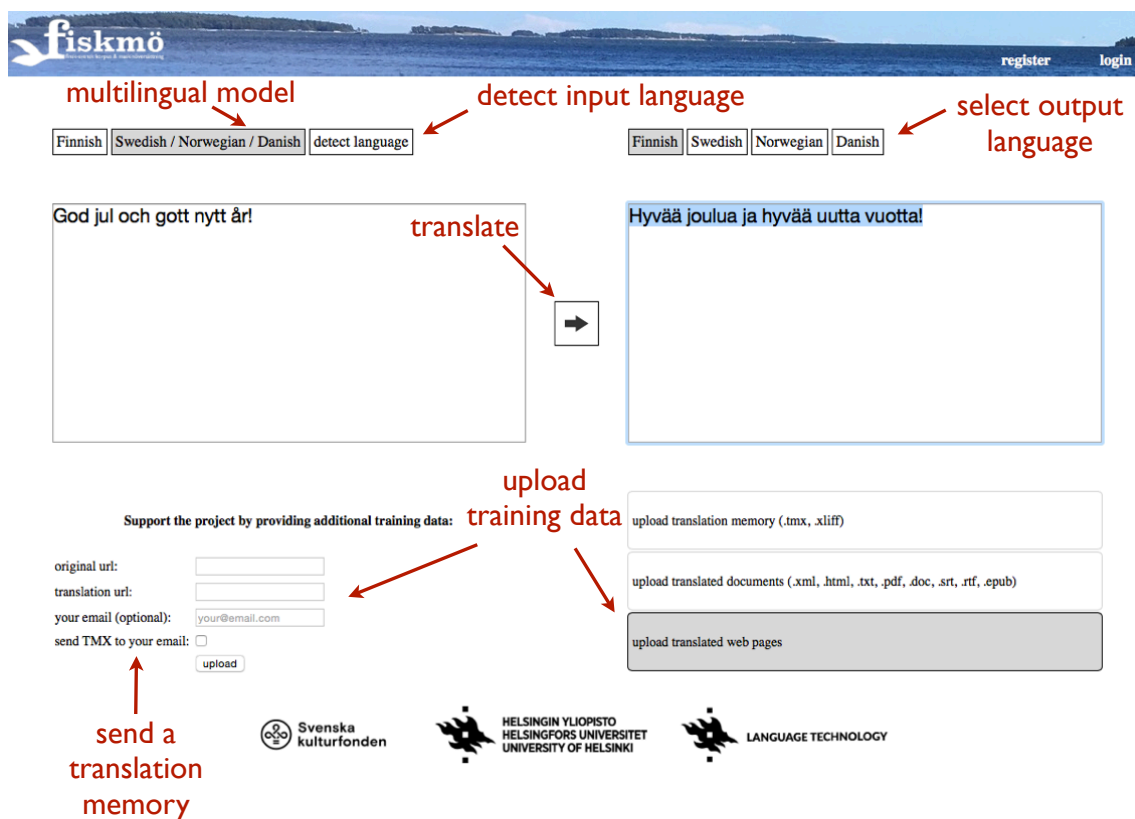 fiskmö
register
login
multilingual model
detect input language
select output
language
Finnish
Swedish / Norwegian / Danish
detect language
Finnish
Swedish
Norwegian
Danish
God jul och gott nytt år!
translate
Hyvää joulua ja hyvää uutta vuotta!
upload
training data
Support the project by providing additional training data:
original url:
translation url:
your email (optional):
your@email.com
send TMX to your email:
upload
upload translation memory (.tmx, .xliff)
upload translated documents (.xml, .html, .txt, .pdf, .doc, .srt, .rtf, .epub)
upload translated web pages
send a
translation
memory
Svenska
kulturfonden
HELSINGIN YLIOPISTO
HELSINGFORS UNIVERSITET
UNIVERSITY OF HELSINKI
LANGUAGE TECHNOLOGY